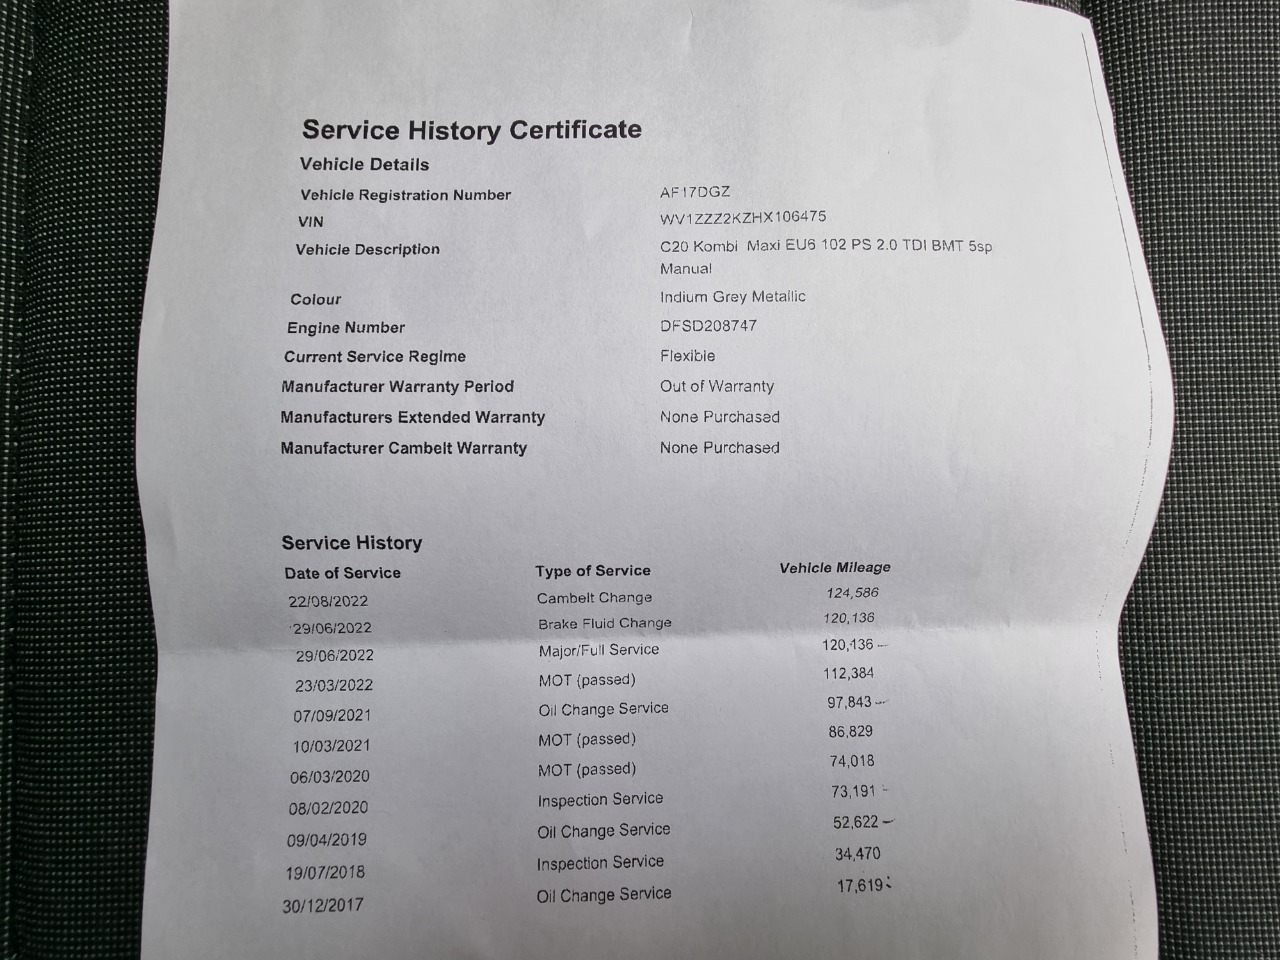 Service History Certificate
Vehicle Details
Vehicle Registration Number AF17DGZ
VIN WV1ZZZ2KZHX106475
Vehicle Description C20 Kombi Maxi EU6 102 PS 2.0 TDI BMT 5sp
Manual
Colour Indium Grey Metallic
Engine Number DFSD208747
Current Service Regime Flexible
Manufacturer Warranty Period Out of Warranty
Manufacturers Extended Warranty None Purchased
Manufacturer Cambelt Warranty None Purchased
Service History
Date of Service Type of Service Vehicle Mileage
22/08/2022 Cambelt Change 124,586
29/06/2022 Brake Fluid Change 120,136
29/06/2022 Major/Full Service 120,136
23/03/2022 MOT (passed) 112,384
07/09/2021 Oil Change Service 97,843
10/03/2021 MOT (passed) 86,829
06/03/2020 MOT (passed) 74,018
08/02/2020 Inspection Service 73,191
09/04/2019 Oil Change Service 52,622
19/07/2018 Inspection Service 34,470
30/12/2017 Oil Change Service 17,619